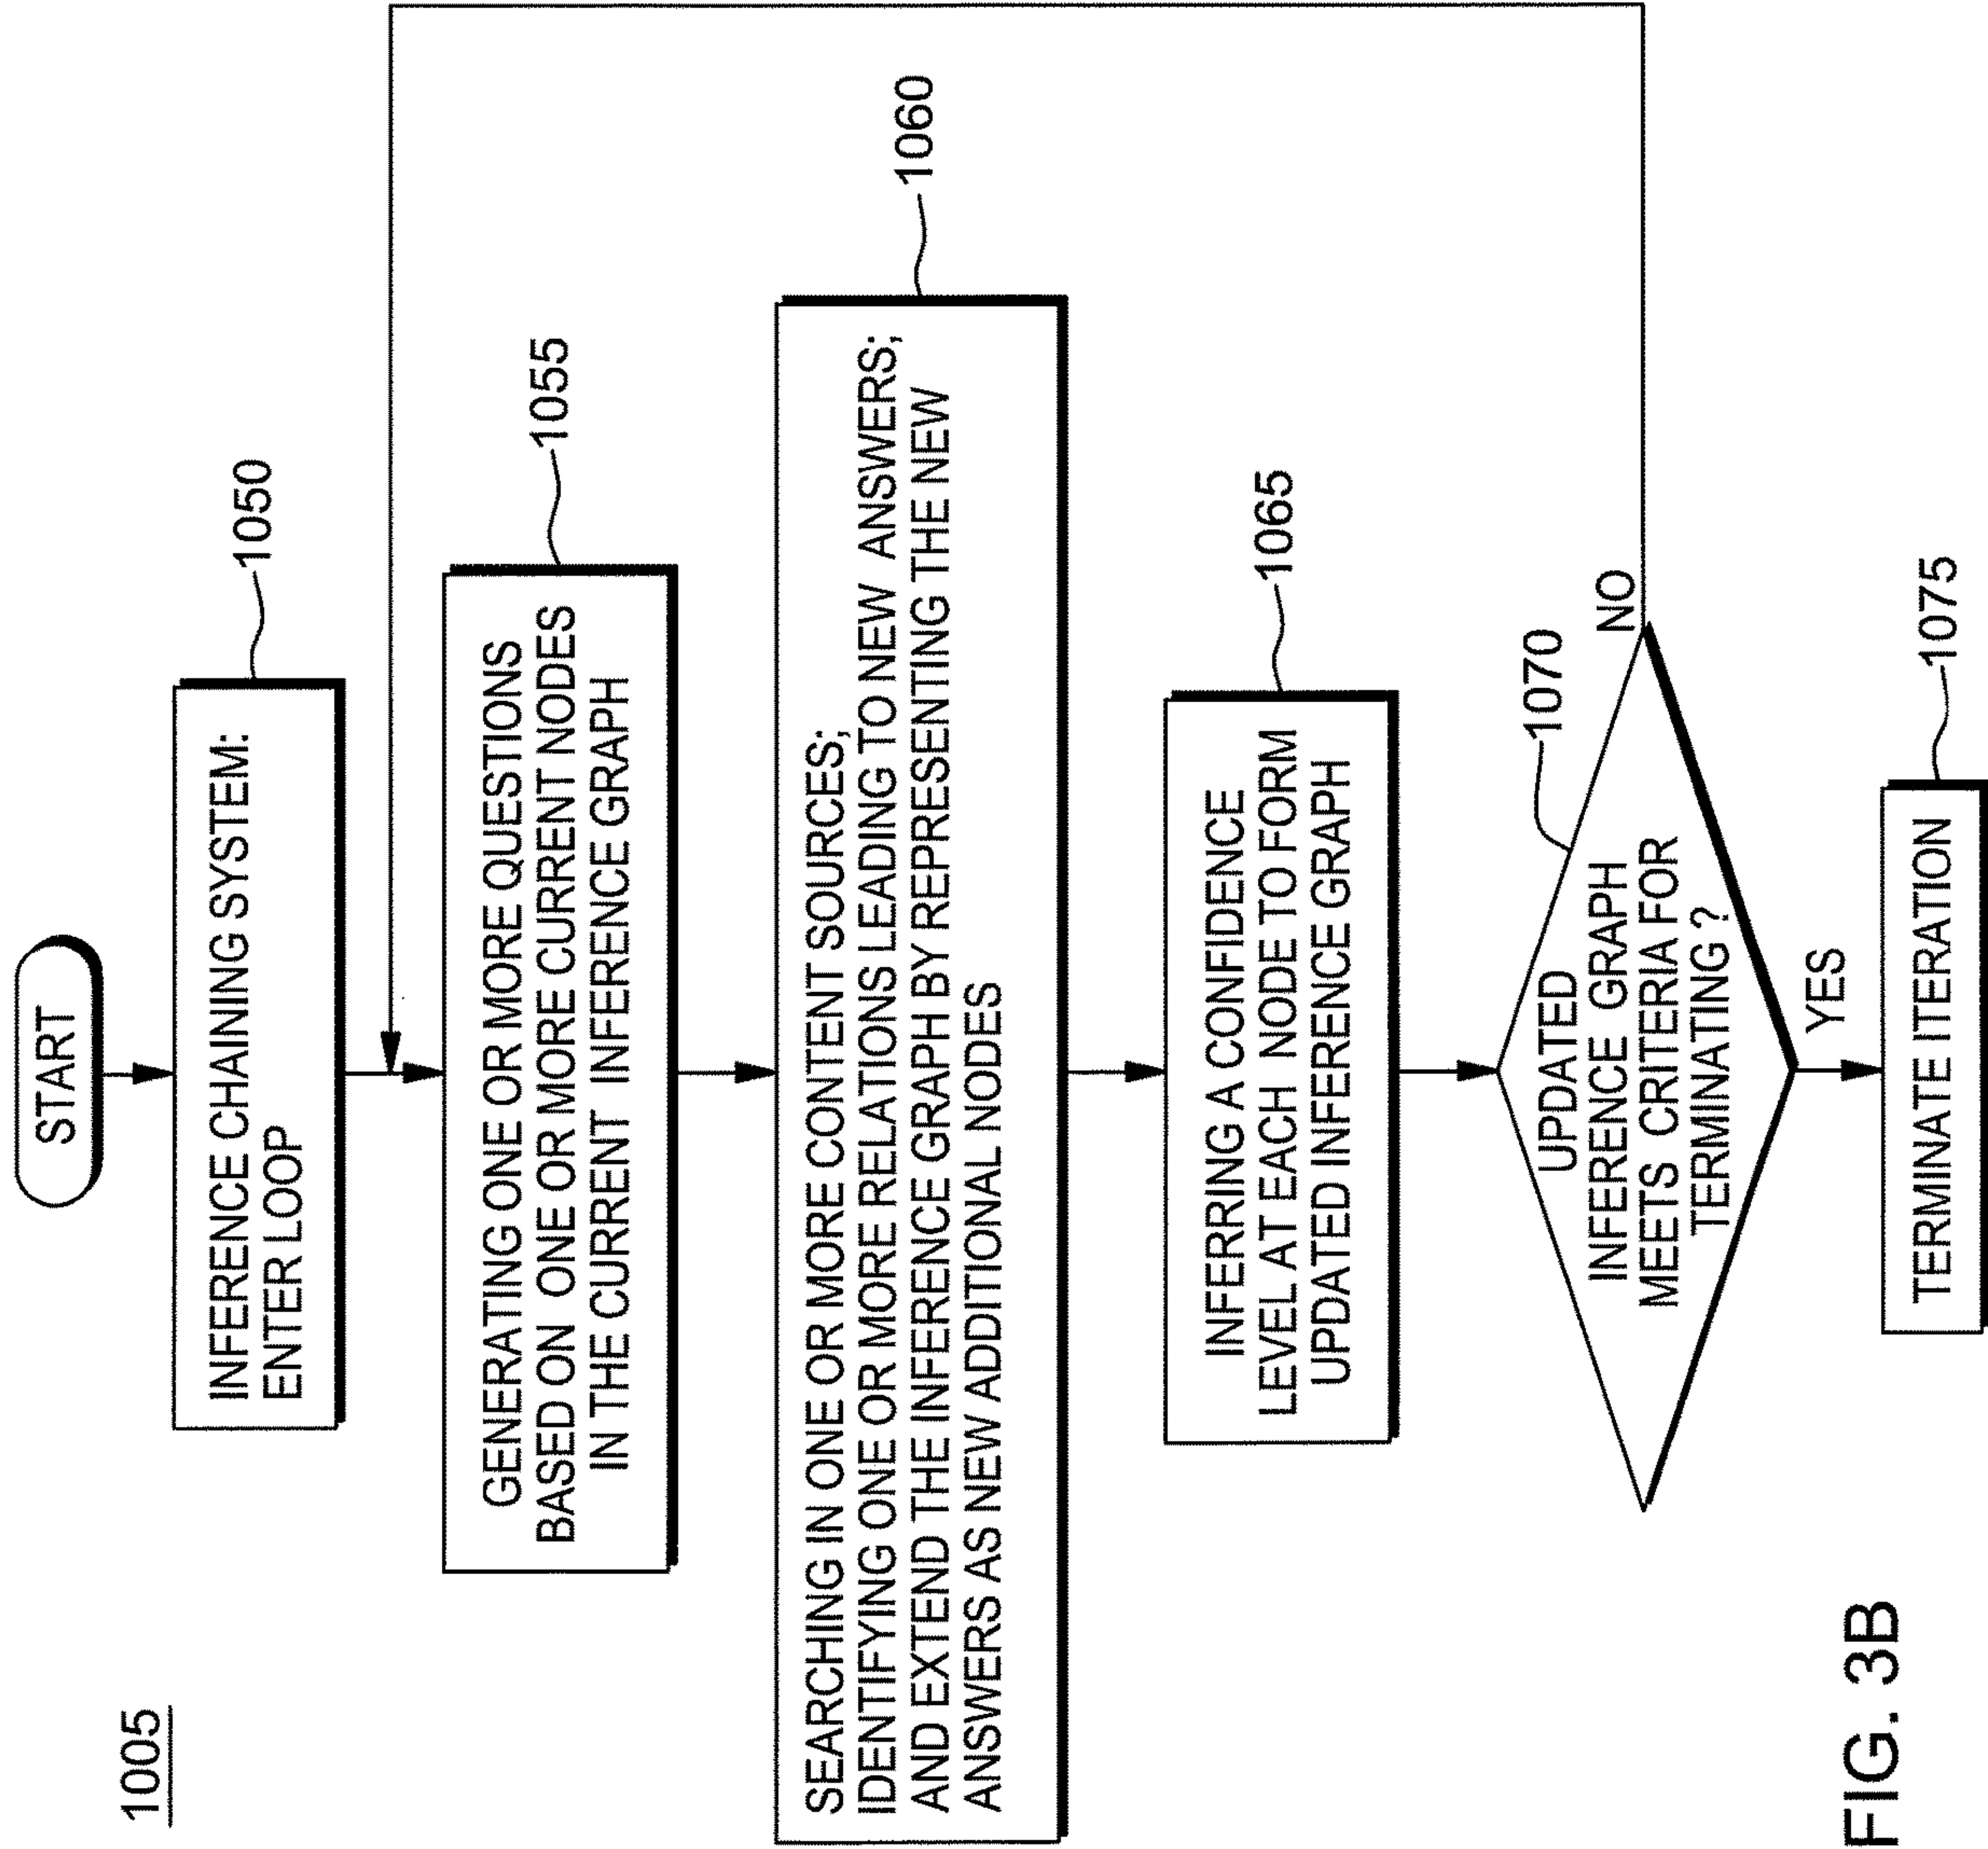 1005
START
INFERENCE CHAINING SYSTEM:
ENTER LOOP
1050
GENERATING ONE OR MORE QUESTIONS
BASED ON ONE OR MORE CURRENT NODES
IN THE CURRENT INFERENCE GRAPH
1055
SEARCHING IN ONE OR MORE CONTENT SOURCES;
IDENTIFYING ONE OR MORE RELATIONS LEADING TO NEW ANSWERS;
AND EXTEND THE INFERENCE GRAPH BY REPRESENTING THE NEW
ANSWERS AS NEW ADDITIONAL NODES
1060
INFERRING A CONFIDENCE
LEVEL AT EACH NODE TO FORM
UPDATED INFERENCE GRAPH
1065
UPDATED
INFERENCE GRAPH
MEETS CRITERIA FOR
TERMINATING ?
1070
NO
YES
TERMINATE ITERATION
1075
FIG. 3B